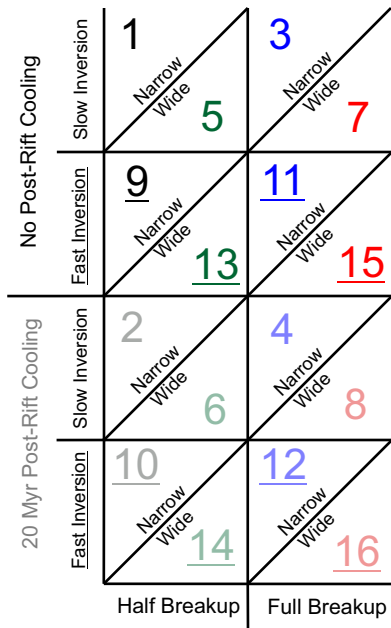 No Post-Rift Cooling
Slow Inversion
1
Narrow
Wide
5
3
Narrow
Wide
7
Fast Inversion
9
Narrow
Wide
13
11
Narrow
Wide
15
20 Myr Post-Rift Cooling
Slow Inversion
2
Narrow
Wide
6
4
Narrow
Wide
8
Fast Inversion
10
Narrow
Wide
14
12
Narrow
Wide
16
Half Breakup
Full Breakup